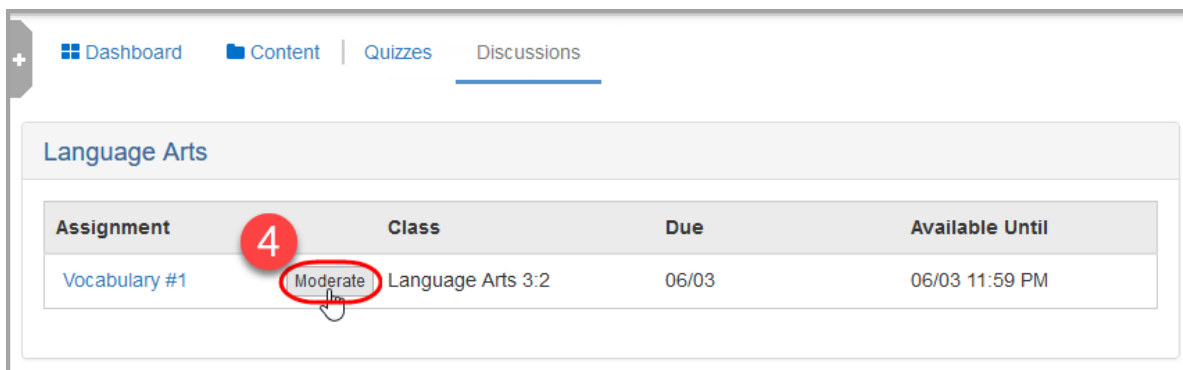 Dashboard Content Quizzes Discussions
Language Arts
Assignment Class Due Available Until
4
Vocabulary #1 Moderate Language Arts 3:2 06/03 06/03 11:59 PM